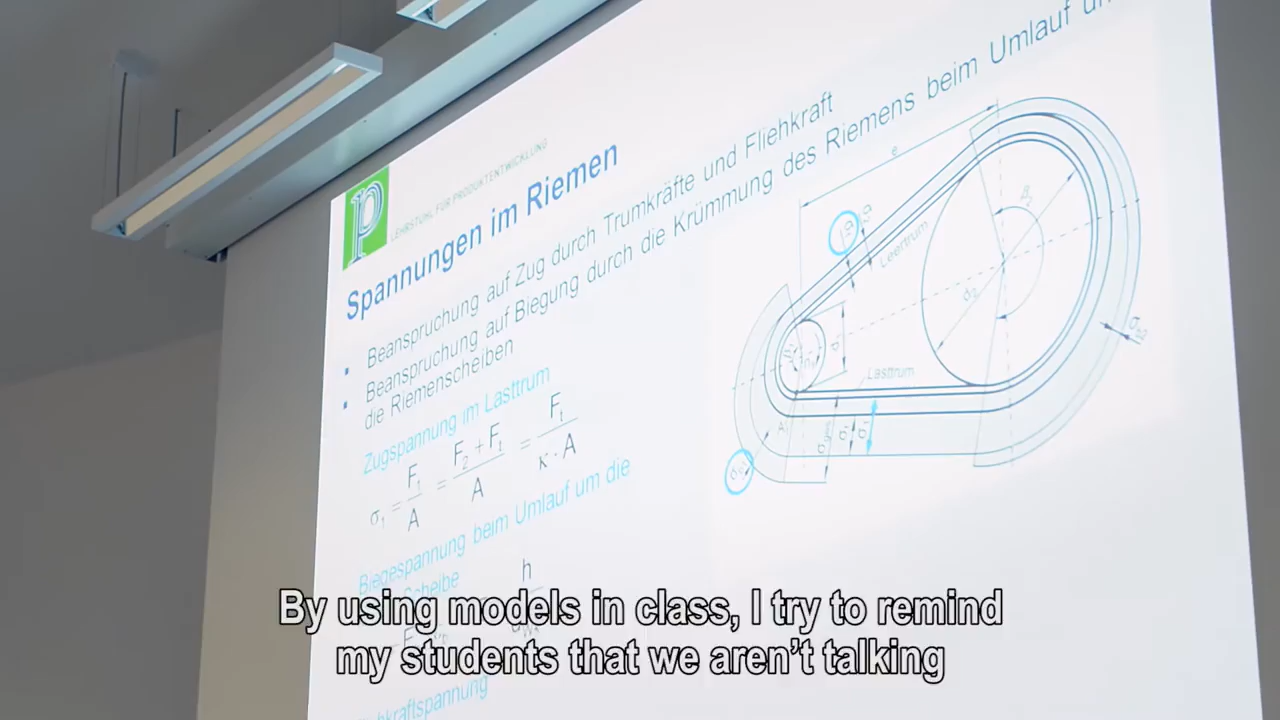 LEHRSTUHL FÜR PRODUKTENTWICKLUNG
Spannungen im Riemen
Beanspruchung auf Zug durch Trumkräfte und Fliehkraft
Beanspruchung auf Biegung durch die Krümmung des Riemens beim Umlauf um
die Riemenscheiben
Zugspannung im Lasttrum
σ₁ = F₁/A = (F₂ + Fₜ)/A = Fₜ/(κ · A)
Biegespannung beim Umlauf um die
Scheibe
h
e
Leertrum
Lasttrum
By using models in class, I try to remind
my students that we aren't talking